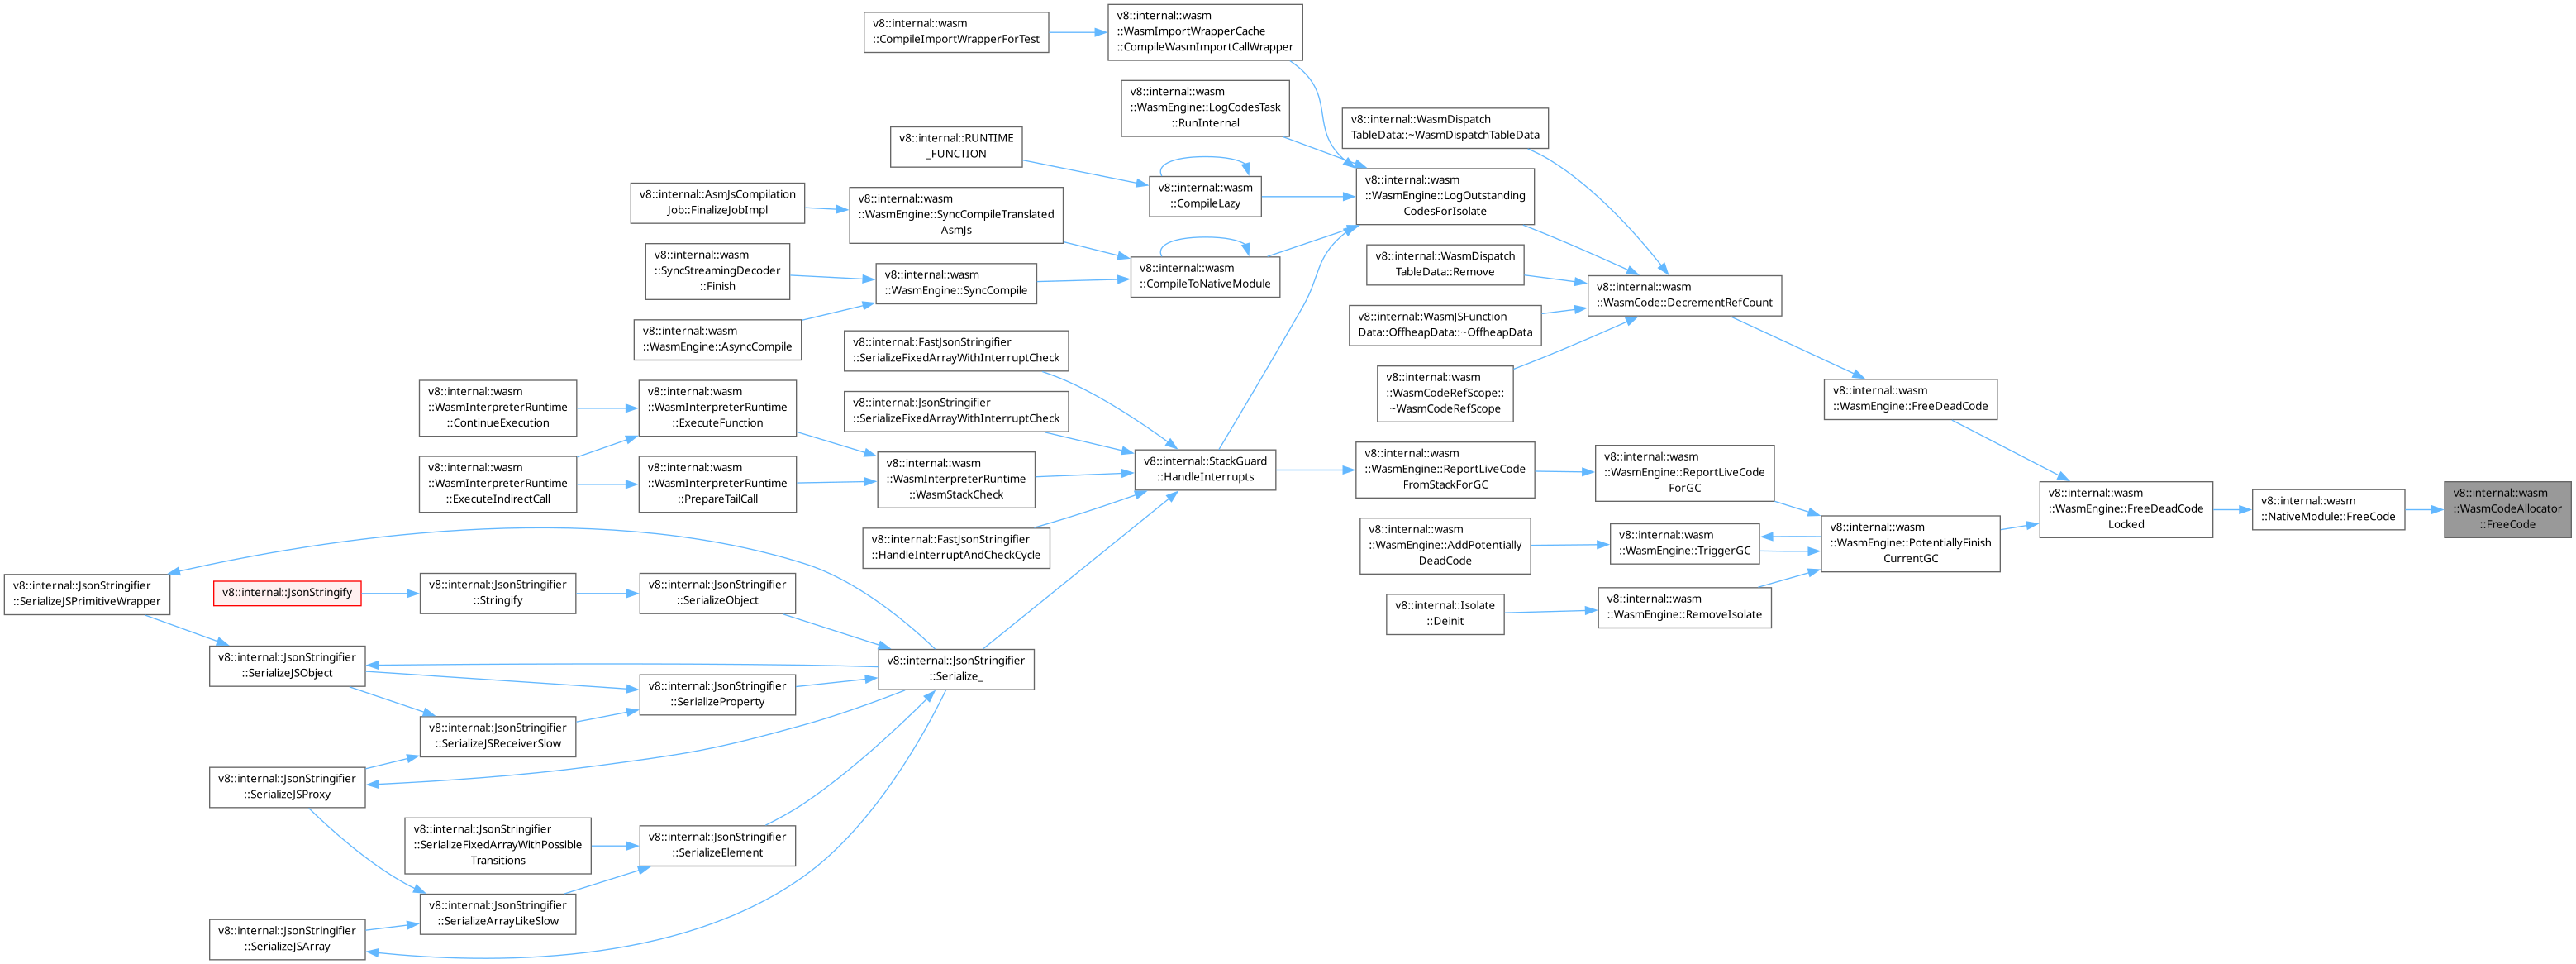 v8::internal::wasm
::CompileImportWrapperForTest
v8::internal::wasm
::WasmImportWrapperCache
::CompileWasmImportCallWrapper
v8::internal::wasm
::WasmEngine::LogCodesTask
::RunInternal
v8::internal::WasmDispatch
TableData::~WasmDispatchTableData
v8::internal::RUNTIME
_FUNCTION
v8::internal::wasm
::CompileLazy
v8::internal::wasm
::WasmEngine::LogOutstanding
CodesForIsolate
v8::internal::AsmJsCompilation
Job::FinalizeJobImpl
v8::internal::wasm
::WasmEngine::SyncCompileTranslated
AsmJs
v8::internal::wasm
::SyncStreamingDecoder
::Finish
v8::internal::wasm
::WasmEngine::SyncCompile
v8::internal::wasm
::CompileToNativeModule
v8::internal::WasmDispatch
TableData::Remove
v8::internal::wasm
::WasmCode::DecrementRefCount
v8::internal::wasm
::WasmEngine::AsyncCompile
v8::internal::WasmJSFunction
Data::OffheapData::~OffheapData
v8::internal::FastJsonStringifier
::SerializeFixedArrayWithInterruptCheck
v8::internal::wasm
::WasmCodeRefScope::
~WasmCodeRefScope
v8::internal::wasm
::WasmEngine::FreeDeadCode
v8::internal::wasm
::WasmInterpreterRuntime
::ContinueExecution
v8::internal::wasm
::WasmInterpreterRuntime
::ExecuteFunction
v8::internal::JsonStringifier
::SerializeFixedArrayWithInterruptCheck
v8::internal::wasm
::WasmInterpreterRuntime
::ExecuteIndirectCall
v8::internal::wasm
::WasmInterpreterRuntime
::PrepareTailCall
v8::internal::wasm
::WasmInterpreterRuntime
::WasmStackCheck
v8::internal::StackGuard
::HandleInterrupts
v8::internal::wasm
::WasmEngine::ReportLiveCode
FromStackForGC
v8::internal::wasm
::WasmEngine::ReportLiveCode
ForGC
v8::internal::wasm
::WasmEngine::FreeDeadCode
Locked
v8::internal::wasm
::NativeModule::FreeCode
v8::internal::wasm
::WasmCodeAllocator
::FreeCode
v8::internal::FastJsonStringifier
::HandleInterruptAndCheckCycle
v8::internal::wasm
::WasmEngine::AddPotentially
DeadCode
v8::internal::wasm
::WasmEngine::TriggerGC
v8::internal::wasm
::WasmEngine::PotentiallyFinish
CurrentGC
v8::internal::JsonStringifier
::SerializeJSPrimitiveWrapper
v8::internal::JsonStringify
v8::internal::JsonStringifier
::Stringify
v8::internal::JsonStringifier
::SerializeObject
v8::internal::Isolate
::Deinit
v8::internal::wasm
::WasmEngine::RemoveIsolate
v8::internal::JsonStringifier
::SerializeJSObject
v8::internal::JsonStringifier
::SerializeProperty
v8::internal::JsonStringifier
::Serialize_
v8::internal::JsonStringifier
::SerializeJSReceiverSlow
v8::internal::JsonStringifier
::SerializeJSProxy
v8::internal::JsonStringifier
::SerializeFixedArrayWithPossible
Transitions
v8::internal::JsonStringifier
::SerializeElement
v8::internal::JsonStringifier
::SerializeArrayLikeSlow
v8::internal::JsonStringifier
::SerializeJSArray